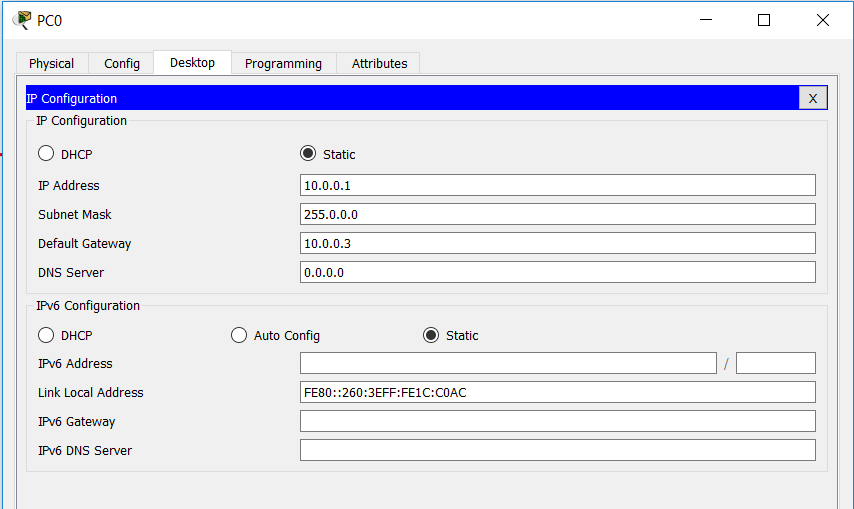 PC0
Physical Config Desktop Programming Attributes
IP Configuration X
IP Configuration
DHCP Static
IP Address 10.0.0.1
Subnet Mask 255.0.0.0
Default Gateway 10.0.0.3
DNS Server 0.0.0.0
IPv6 Configuration
DHCP Auto Config Static
IPv6 Address /
Link Local Address FE80::260:3EFF:FE1C:C0AC
IPv6 Gateway
IPv6 DNS Server